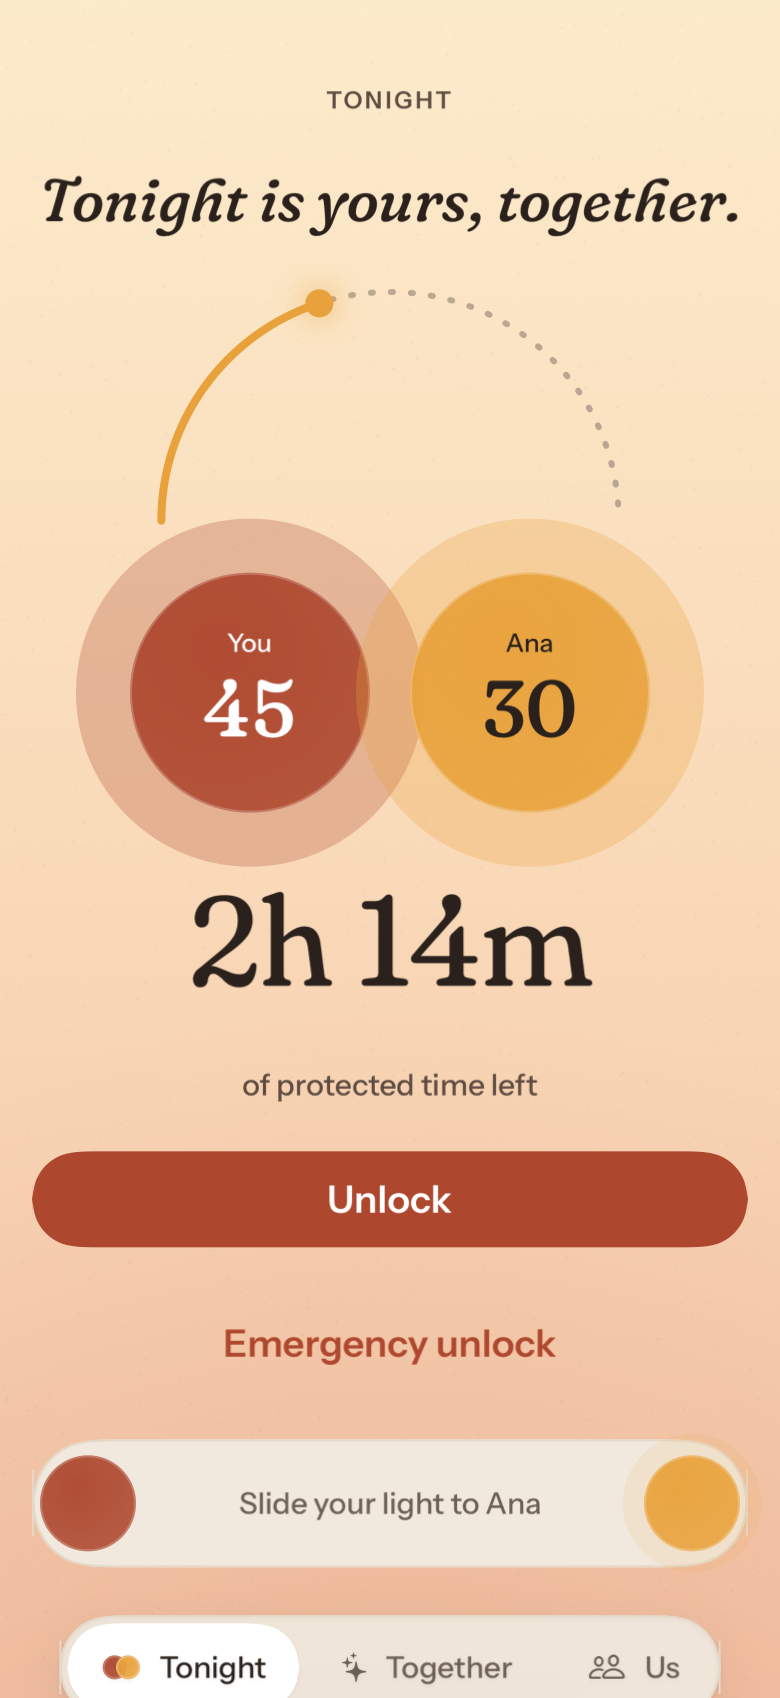 TONIGHT
Tonight is yours, together.
You
45
Ana
30
2h 14m
of protected time left
Unlock
Emergency unlock
Slide your light to Ana
Tonight
Together
Us